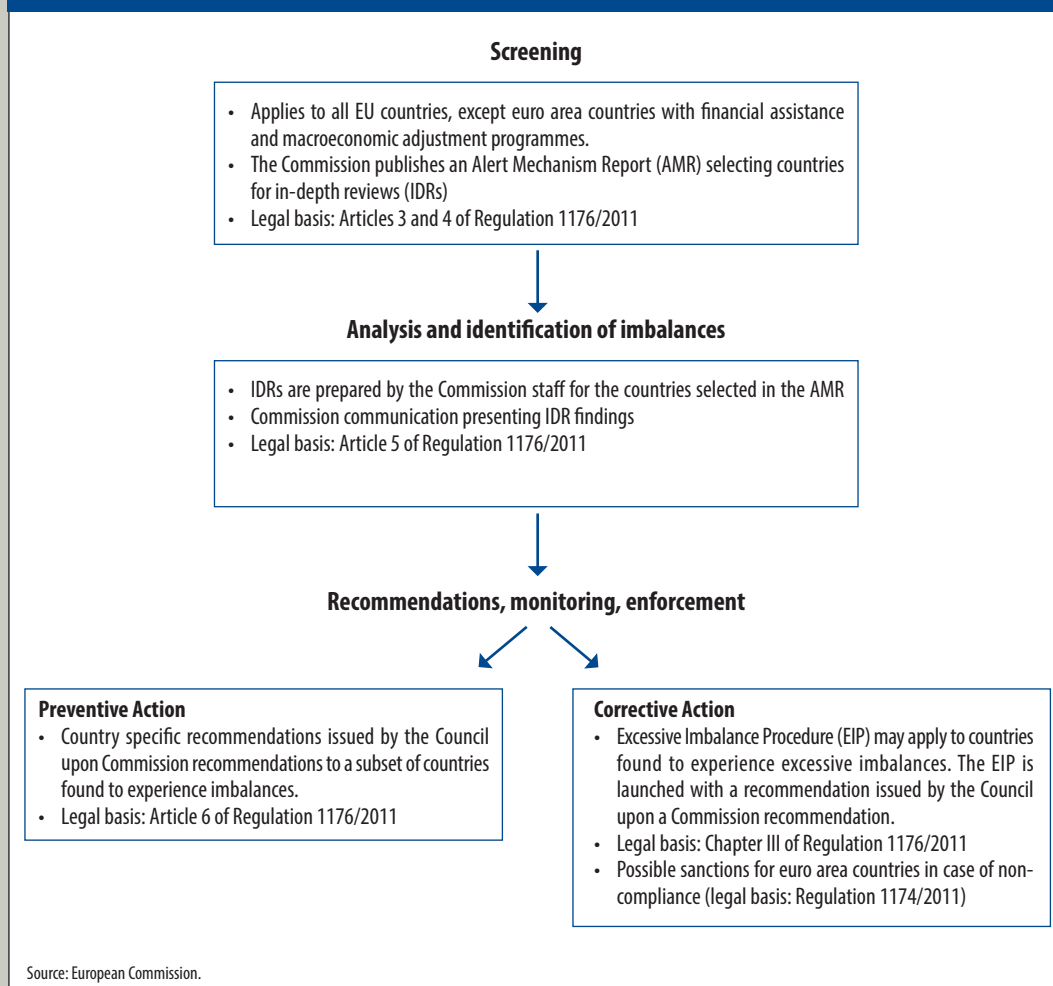 Screening
• Applies to all EU countries, except euro area countries with financial assistance
and macroeconomic adjustment programmes.
• The Commission publishes an Alert Mechanism Report (AMR) selecting countries
for in-depth reviews (IDRs)
• Legal basis: Articles 3 and 4 of Regulation 1176/2011
Analysis and identification of imbalances
• IDRs are prepared by the Commission staff for the countries selected in the AMR
• Commission communication presenting IDR findings
• Legal basis: Article 5 of Regulation 1176/2011
Recommendations, monitoring, enforcement
Preventive Action
• Country specific recommendations issued by the Council
upon Commission recommendations to a subset of countries
found to experience imbalances.
• Legal basis: Article 6 of Regulation 1176/2011
Corrective Action
• Excessive Imbalance Procedure (EIP) may apply to countries
found to experience excessive imbalances. The EIP is
launched with a recommendation issued by the Council
upon a Commission recommendation.
• Legal basis: Chapter III of Regulation 1176/2011
• Possible sanctions for euro area countries in case of non-
compliance (legal basis: Regulation 1174/2011)
Source: European Commission.